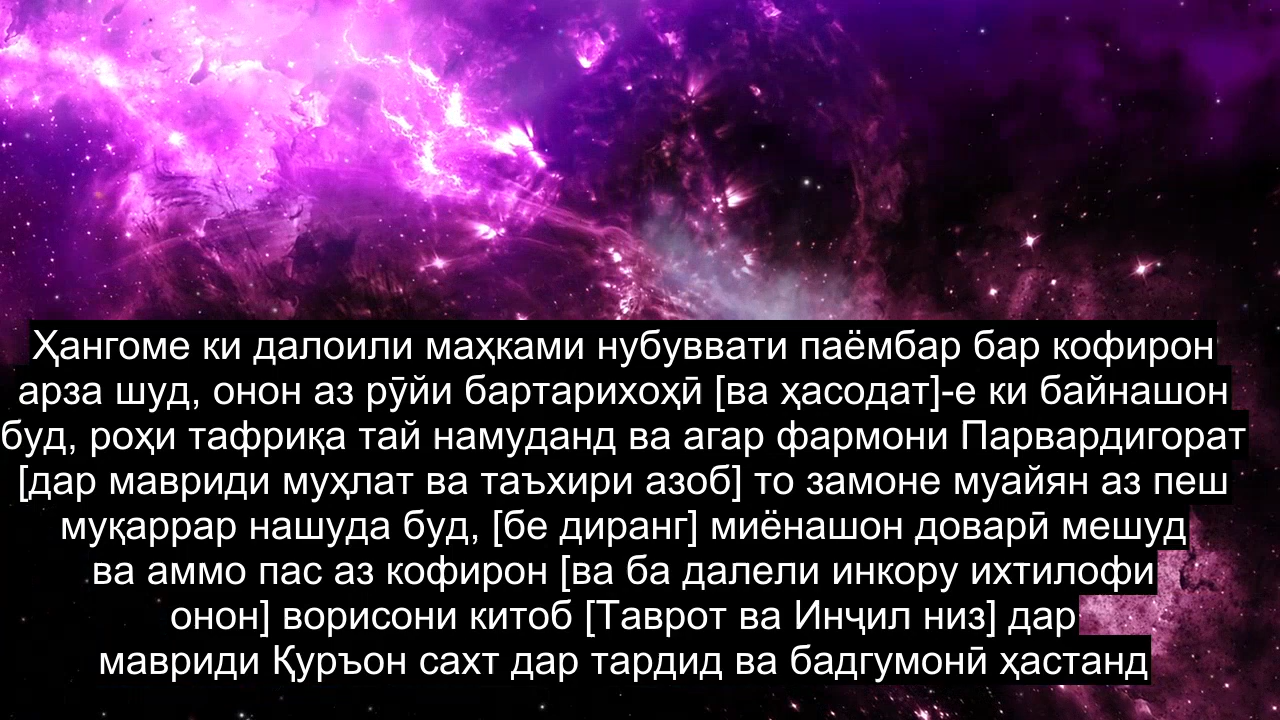 Ҳангоме ки далоили маҳками нубуввати паёмбар бар кофирон
арза шуд, онон аз рӯйи бартарихоҳӣ [ва ҳасодат]-е ки байнашон
буд, роҳи тафриқа тай намуданд ва агар фармони Парвардигорат
[дар мавриди муҳлат ва таъхири азоб] то замоне муайян аз пеш
муқаррар нашуда буд, [бе диранг] миёнашон доварӣ мешуд
ва аммо пас аз кофирон [ва ба далели инкору ихтилофи
онон] ворисони китоб [Таврот ва Инҷил низ] дар
мавриди Қуръон сахт дар тардид ва бадгумонӣ ҳастанд